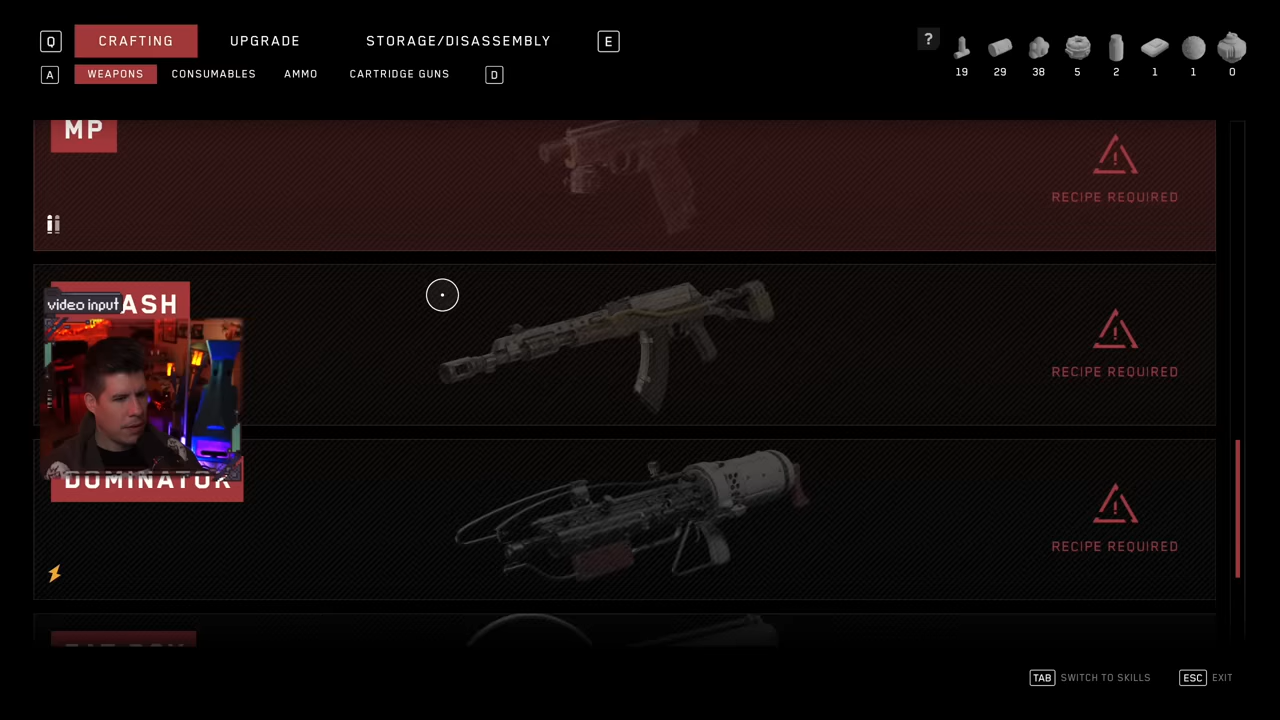 Q CRAFTING UPGRADE STORAGE/DISASSEMBLY E ?
A WEAPONS CONSUMABLES AMMO CARTRIDGE GUNS D
19 29 38 5 2 1 1 0
MP
RECIPE REQUIRED
video input ASH
RECIPE REQUIRED
DOMINATOR
RECIPE REQUIRED
TAB SWITCH TO SKILLS ESC EXIT